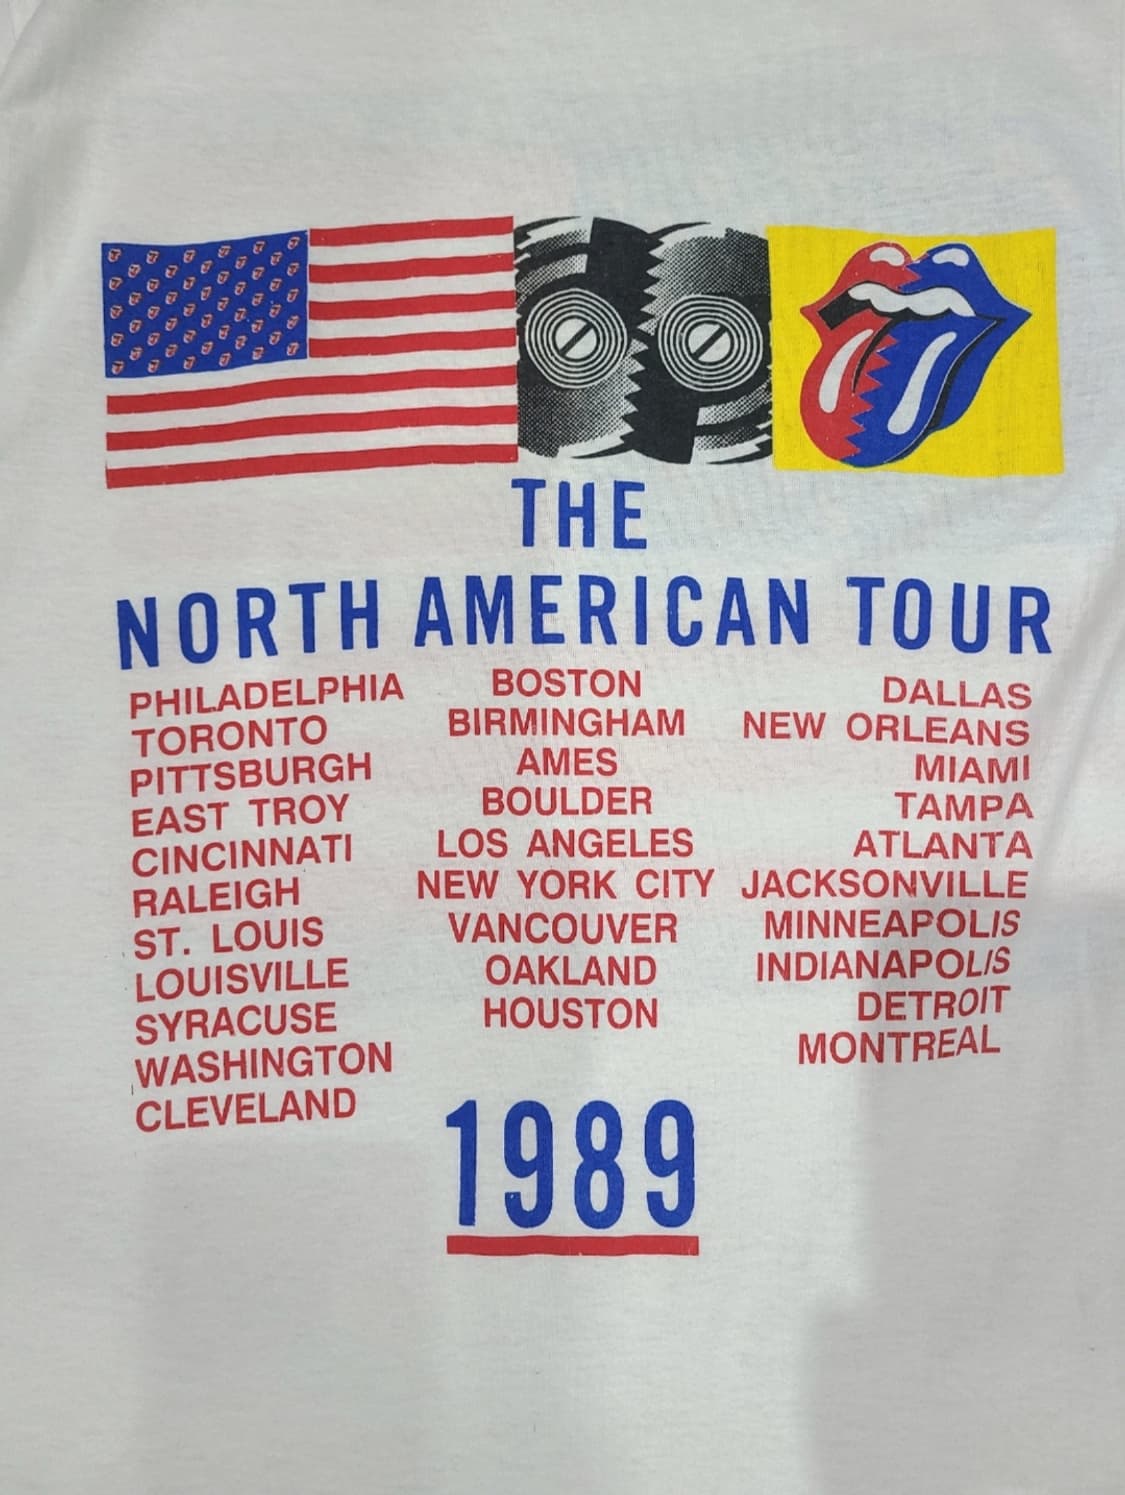 THE
NORTH AMERICAN TOUR
PHILADELPHIA
TORONTO
PITTSBURGH
EAST TROY
CINCINNATI
RALEIGH
ST. LOUIS
LOUISVILLE
SYRACUSE
WASHINGTON
CLEVELAND
BOSTON
BIRMINGHAM
AMES
BOULDER
LOS ANGELES
NEW YORK CITY
VANCOUVER
OAKLAND
HOUSTON
DALLAS
NEW ORLEANS
MIAMI
TAMPA
ATLANTA
JACKSONVILLE
MINNEAPOLIS
INDIANAPOLIS
DETROIT
MONTREAL
1989